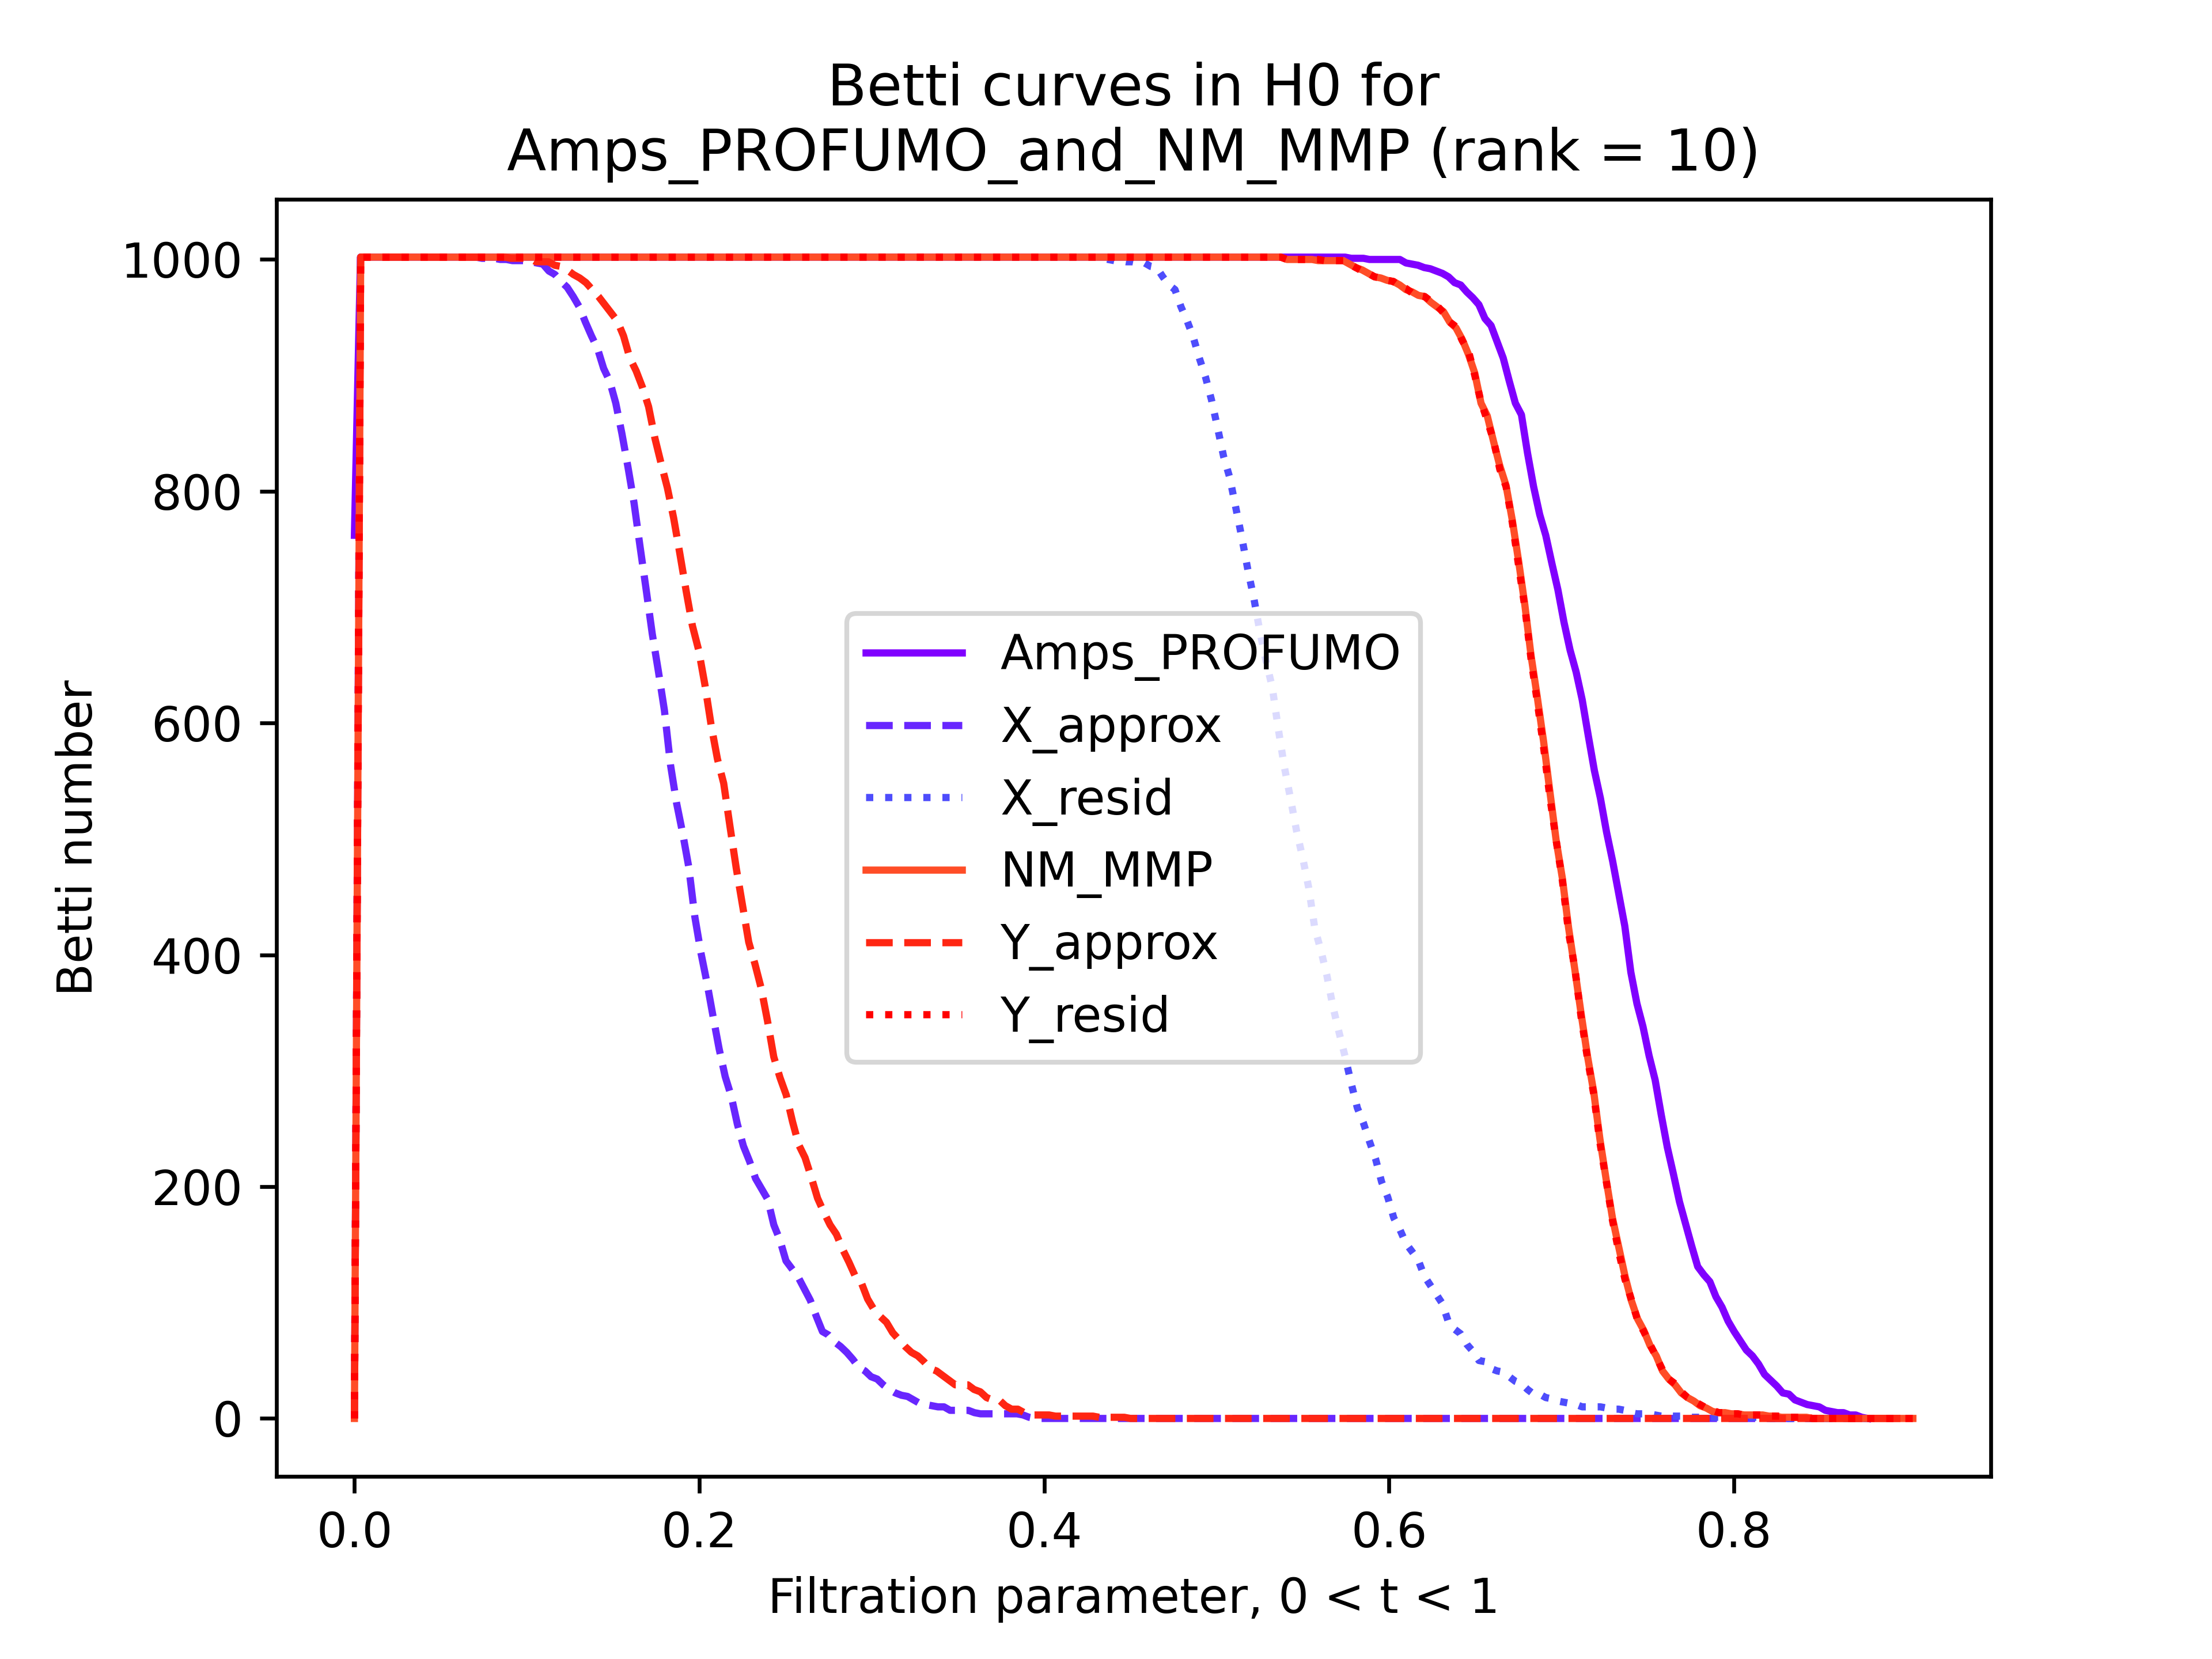 Betti curves in H0 for
Amps_PROFUMO_and_NM_MMP (rank = 10)
Betti number
1000
800
600
400
200
0
Amps_PROFUMO
X_approx
X_resid
NM_MMP
Y_approx
Y_resid
0.0 0.2 0.4 0.6 0.8
Filtration parameter, 0 < t < 1